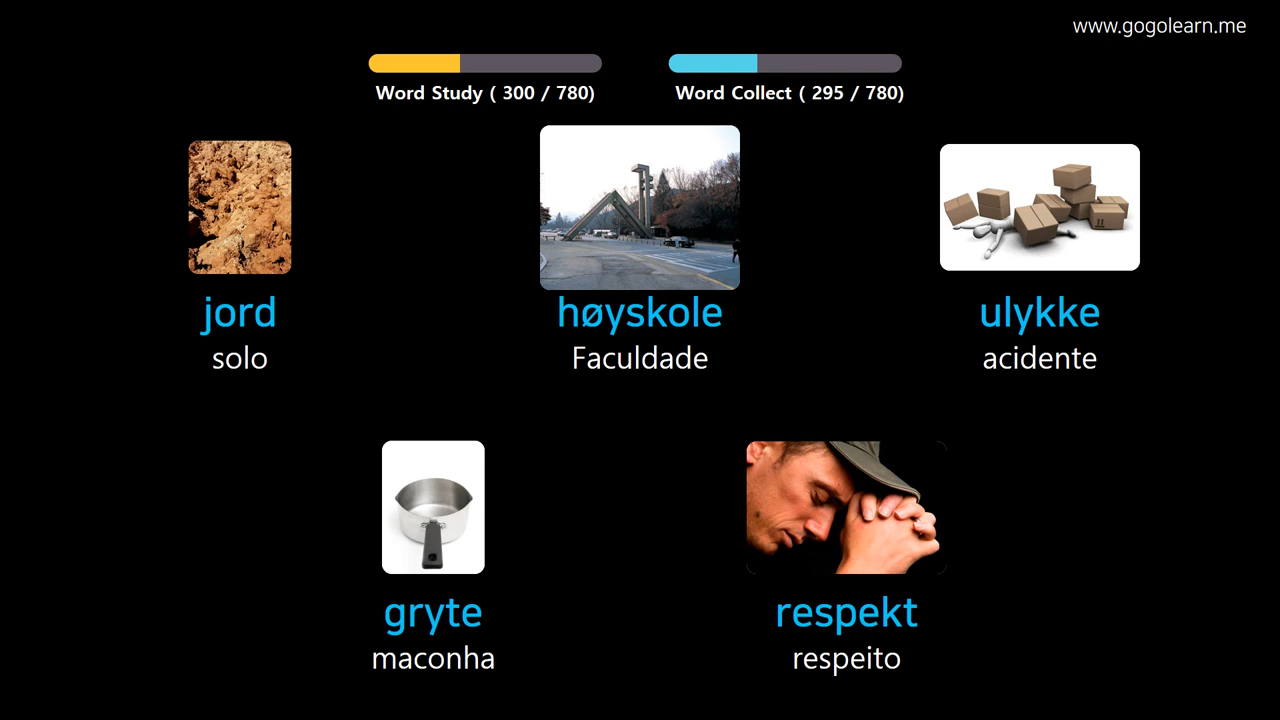 www.gogolearn.me
Word Study ( 300 / 780)
Word Collect ( 295 / 780)
jord
solo
høyskole
Faculdade
ulykke
acidente
gryte
maconha
respekt
respeito